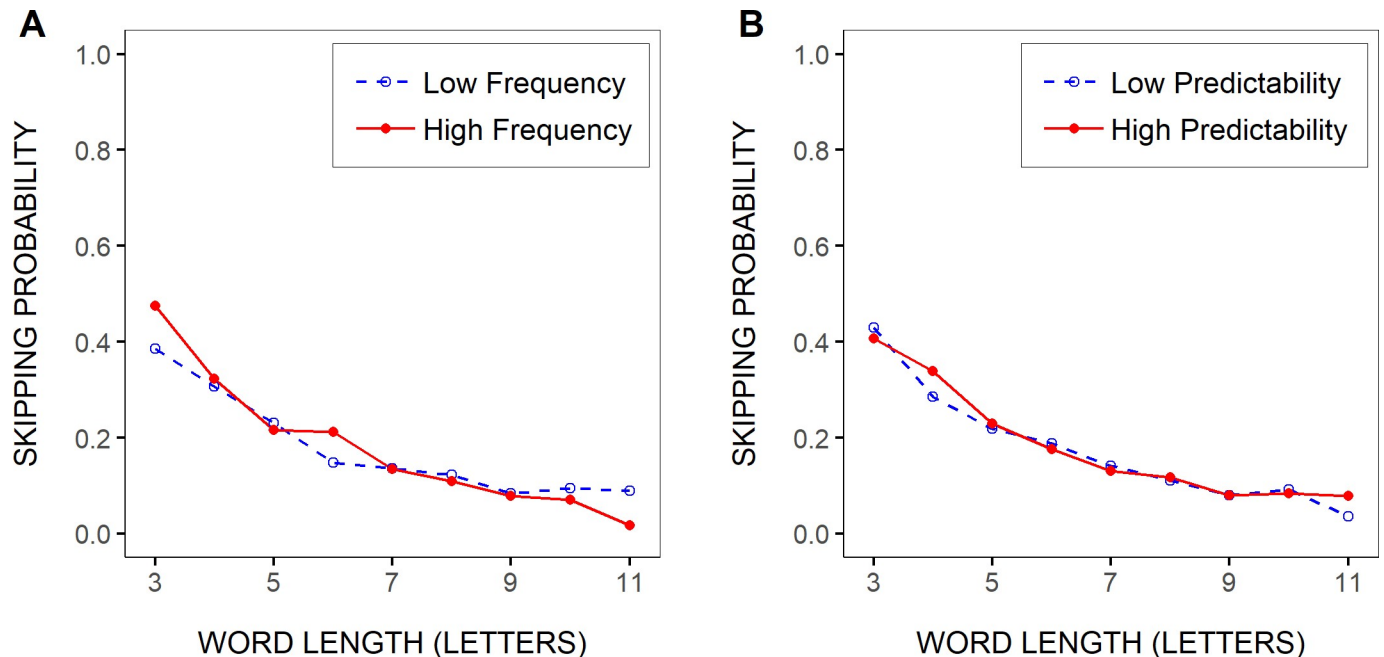 A
SKIPPING PROBABILITY
1.0
0.8
0.6
0.4
0.2
0.0
Low Frequency
High Frequency
3 5 7 9 11
WORD LENGTH (LETTERS)
B
SKIPPING PROBABILITY
1.0
0.8
0.6
0.4
0.2
0.0
Low Predictability
High Predictability
3 5 7 9 11
WORD LENGTH (LETTERS)